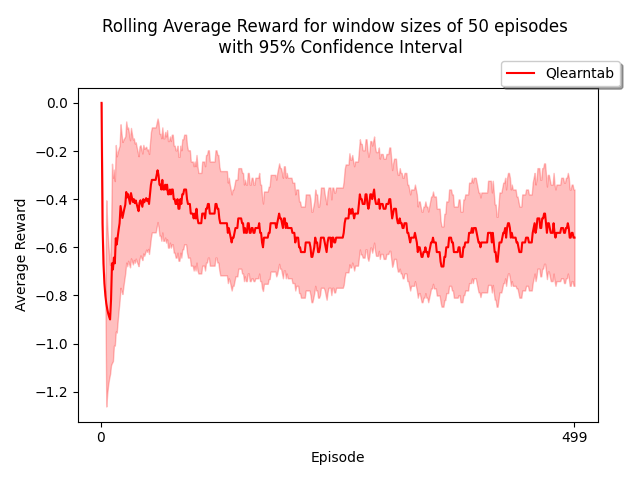 Rolling Average Reward for window sizes of 50 episodes
with 95% Confidence Interval
Qlearntab
0.0
−0.2
−0.4
−0.6
−0.8
−1.0
−1.2
Average Reward
0
499
Episode